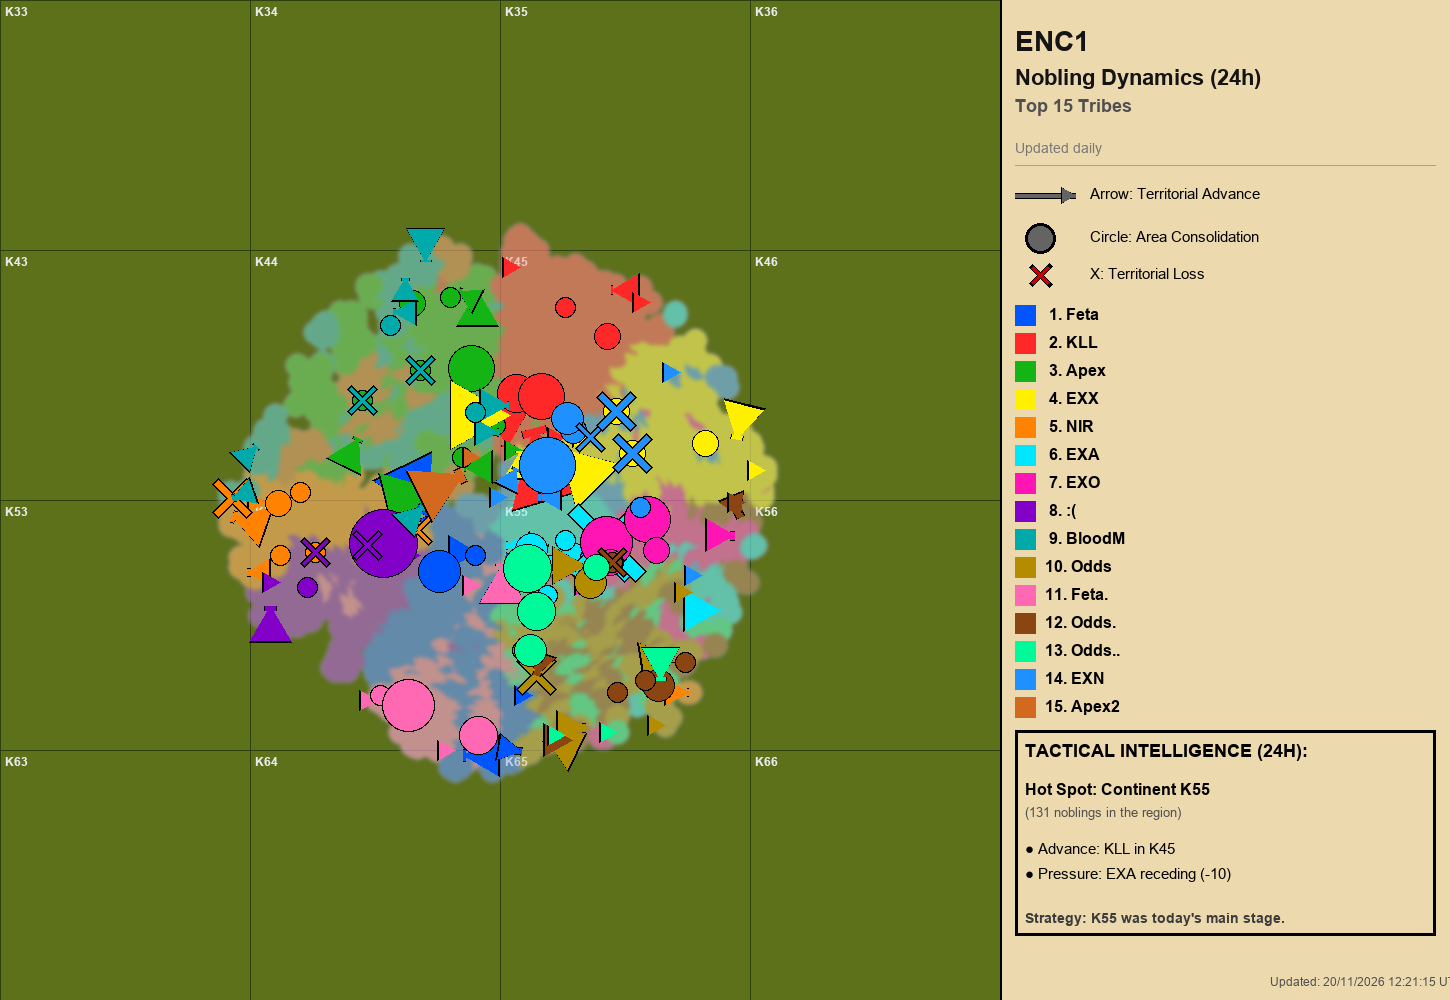 K33
K34
K35
K36
K43
K44
K45
K46
K53
K55
K56
K63
K64
K65
K66
ENC1
Nobling Dynamics (24h)
Top 15 Tribes
Updated daily
Arrow: Territorial Advance
Circle: Area Consolidation
X: Territorial Loss
1. Feta
2. KLL
3. Apex
4. EXX
5. NIR
6. EXA
7. EXO
8. :(
9. BloodM
10. Odds
11. Feta.
12. Odds.
13. Odds..
14. EXN
15. Apex2
TACTICAL INTELLIGENCE (24H):
Hot Spot: Continent K55
(131 noblings in the region)
● Advance: KLL in K45
● Pressure: EXA receding (-10)
Strategy: K55 was today's main stage.
Updated: 20/11/2026 12:21:15